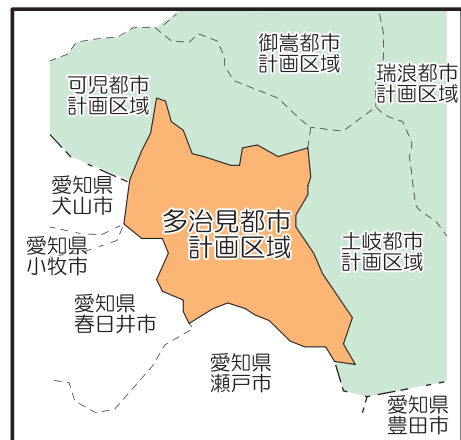 御嵩都市
計画区域
可児都市
計画区域
瑞浪都市
計画区域
愛知県
犬山市
多治見都市
計画区域
愛知県
小牧市
土岐都市
計画区域
愛知県
春日井市
愛知県
瀬戸市
愛知県
豊田市